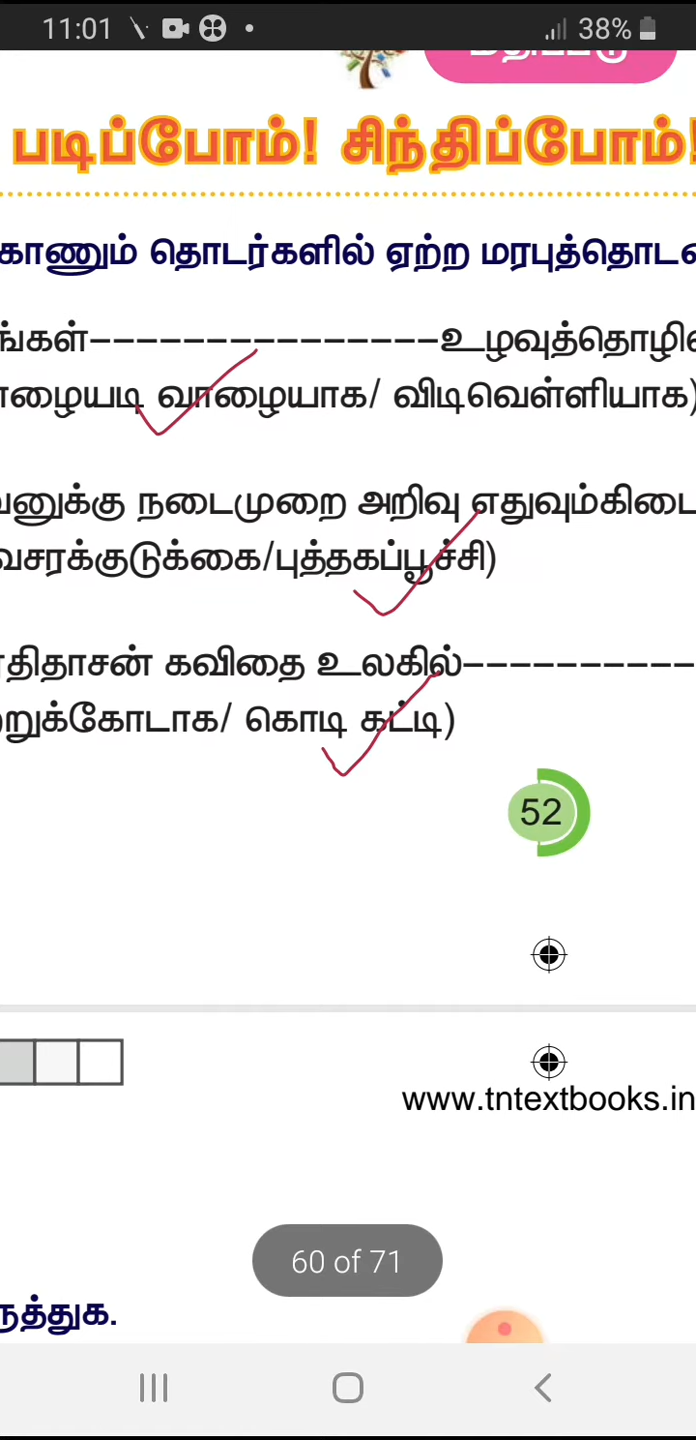 11:01 38%
படிப்போம்! சிந்திப்போம்!
காணும் தொடர்களில் ஏற்ற மரபுத்தொட
ங்கள்---------------உழவுத்தொழி
ழையடி வாழையாக/ விடிவெள்ளியாக)
னுக்கு நடைமுறை அறிவு எதுவும்கிடை
வசரக்குடுக்கை/புத்தகப்பூச்சி)
திதாசன் கவிதை உலகில்-----------
றுக்கோடாக/ கொடி கட்டி)
52
www.tntextbooks.in
60 of 71
ருத்துக.